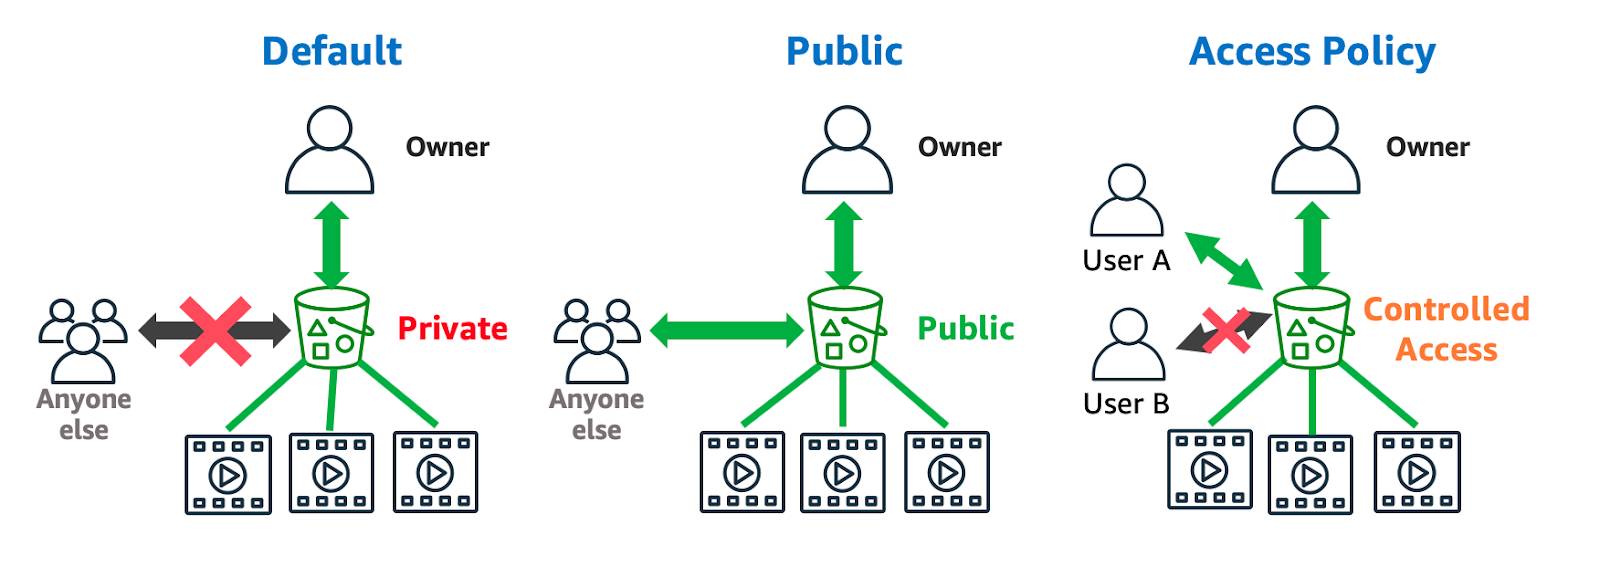 Default
Owner
Private
Anyone
else
Public
Owner
Public
Anyone
else
Access Policy
Owner
User A
Controlled
Access
User B